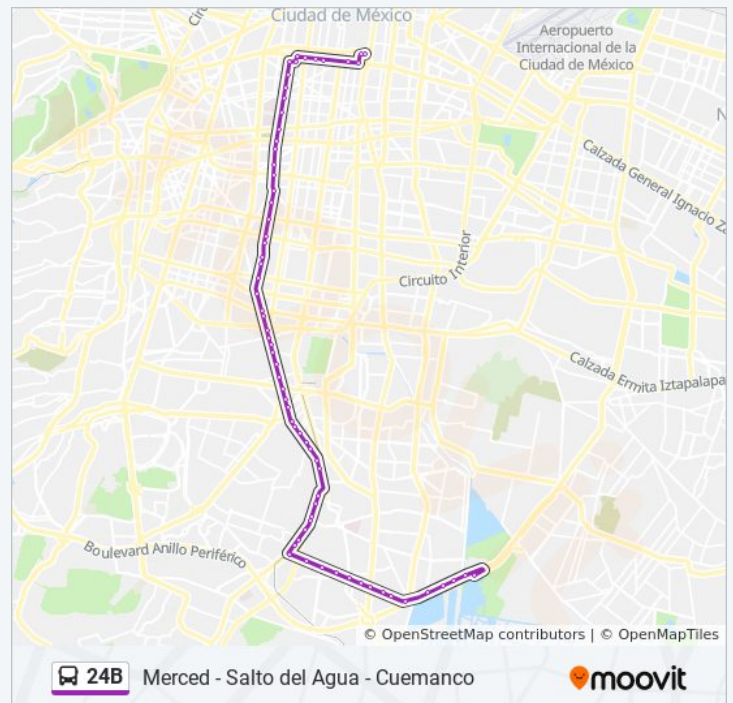 Ciudad de México
Circ
Aeropuerto
Internacional de la
Ciudad de México
N
Calzada General Ignacio Za
Circuito Interior
Calzada Ermita Iztapalapa
Boulevard Anillo Periférico
© OpenStreetMap contributors | © OpenMapTiles
24B Merced - Salto del Agua - Cuemanco
moovit